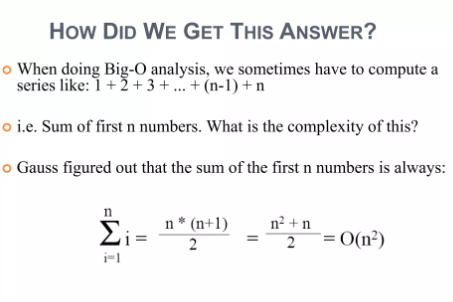 HOW DID WE GET THIS ANSWER?
When doing Big-O analysis, we sometimes have to compute a
series like: 1 + 2 + 3 + ... + (n-1) + n
i.e. Sum of first n numbers. What is the complexity of this?
Gauss figured out that the sum of the first n numbers is always:
n
∑ i = n * (n+1) / 2 = n² + n / 2 = O(n²)
i=1